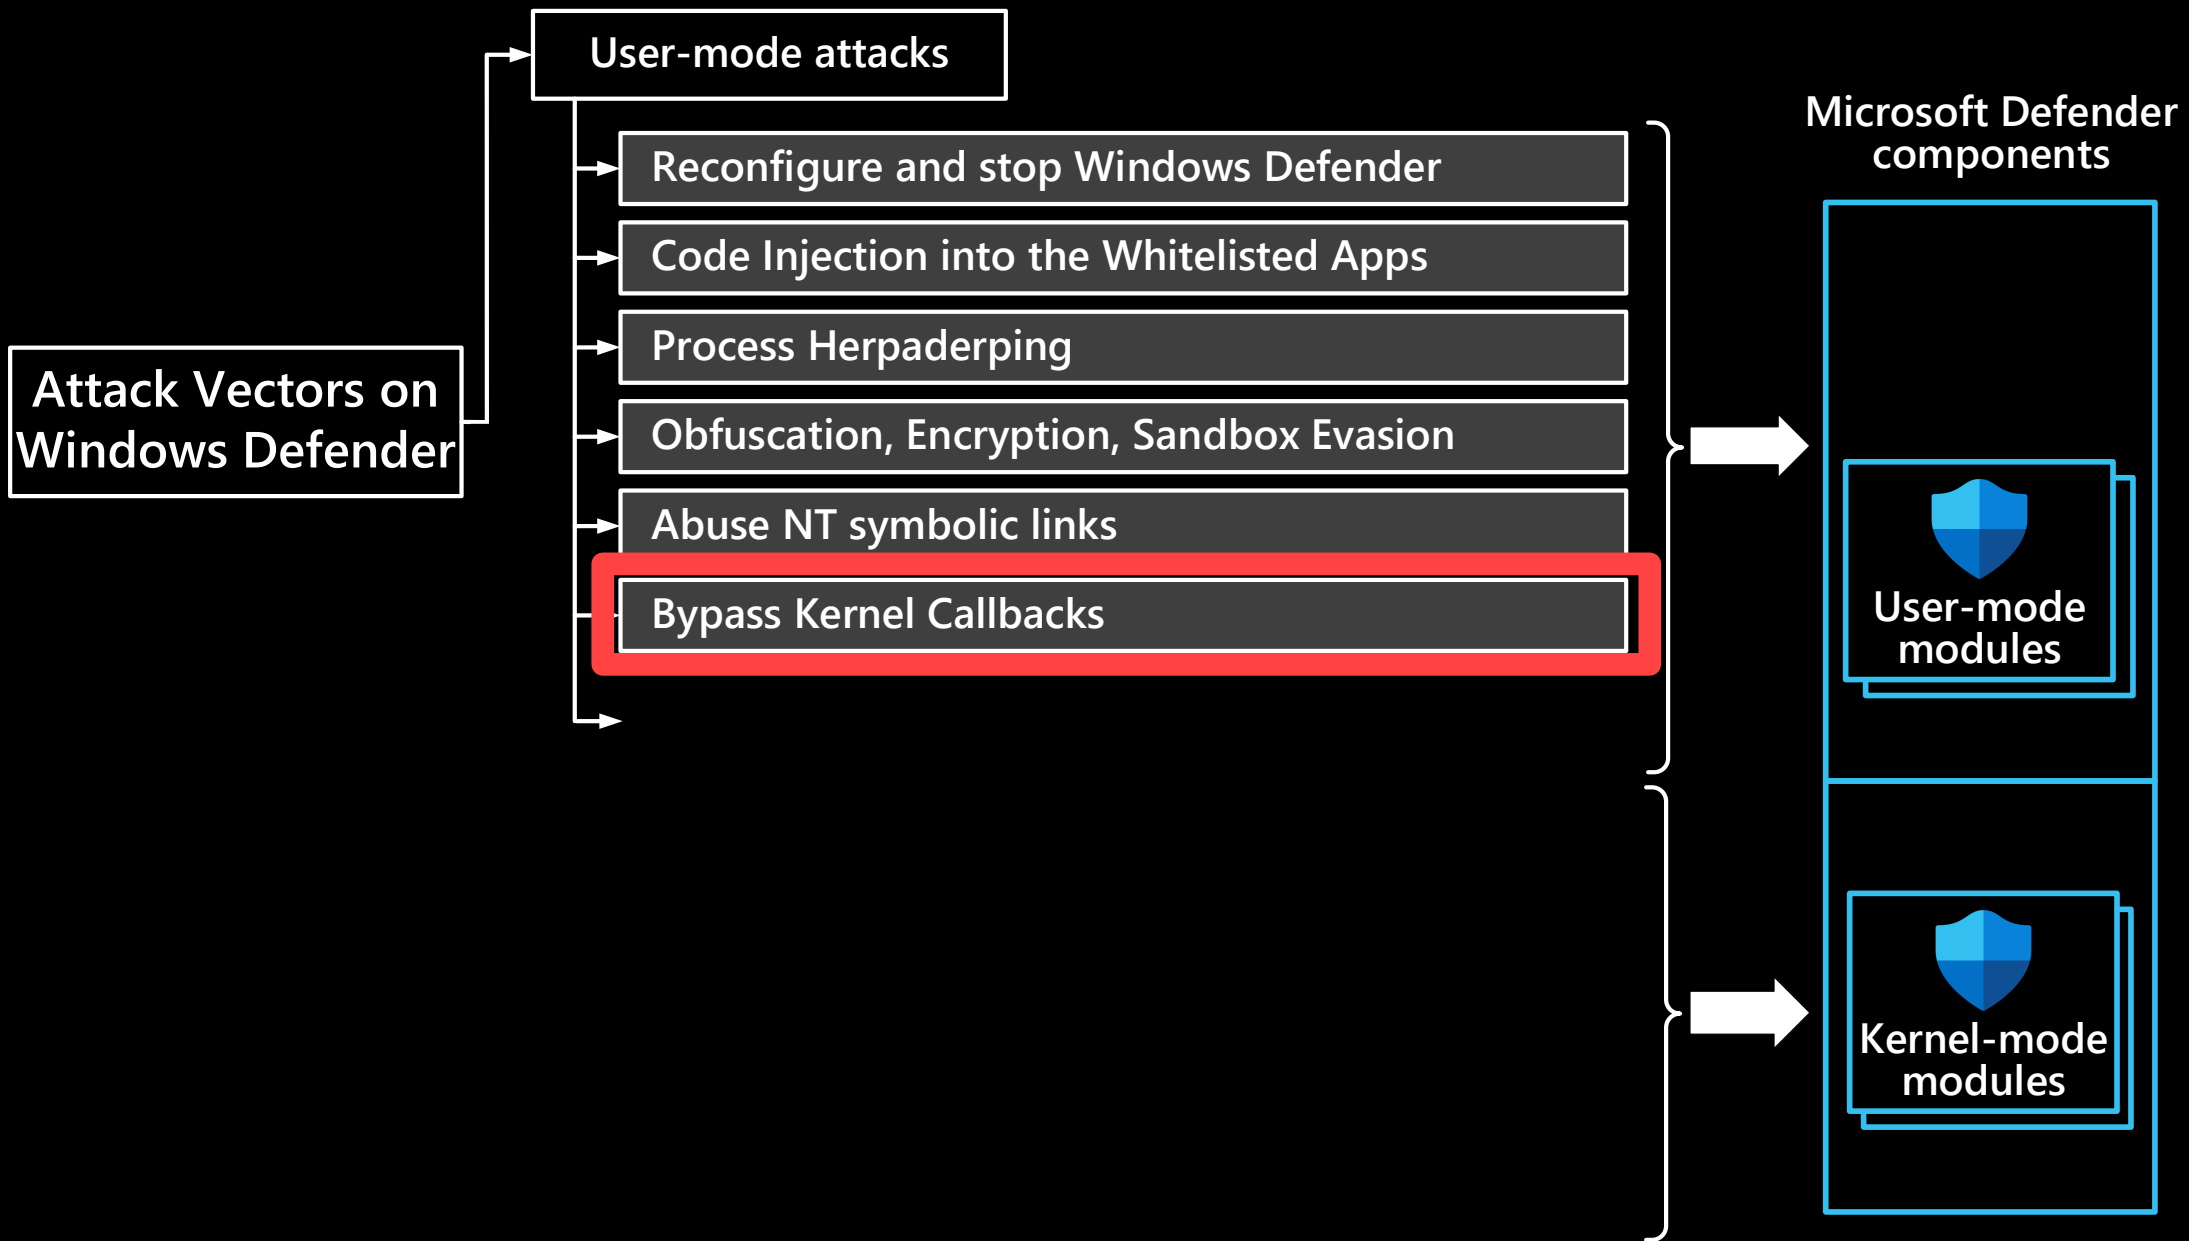 User-mode attacks
Microsoft Defender
components
Reconfigure and stop Windows Defender
Code Injection into the Whitelisted Apps
Process Herpaderping
Attack Vectors on
Windows Defender
Obfuscation, Encryption, Sandbox Evasion
Abuse NT symbolic links
Bypass Kernel Callbacks
User-mode
modules
Kernel-mode
modules